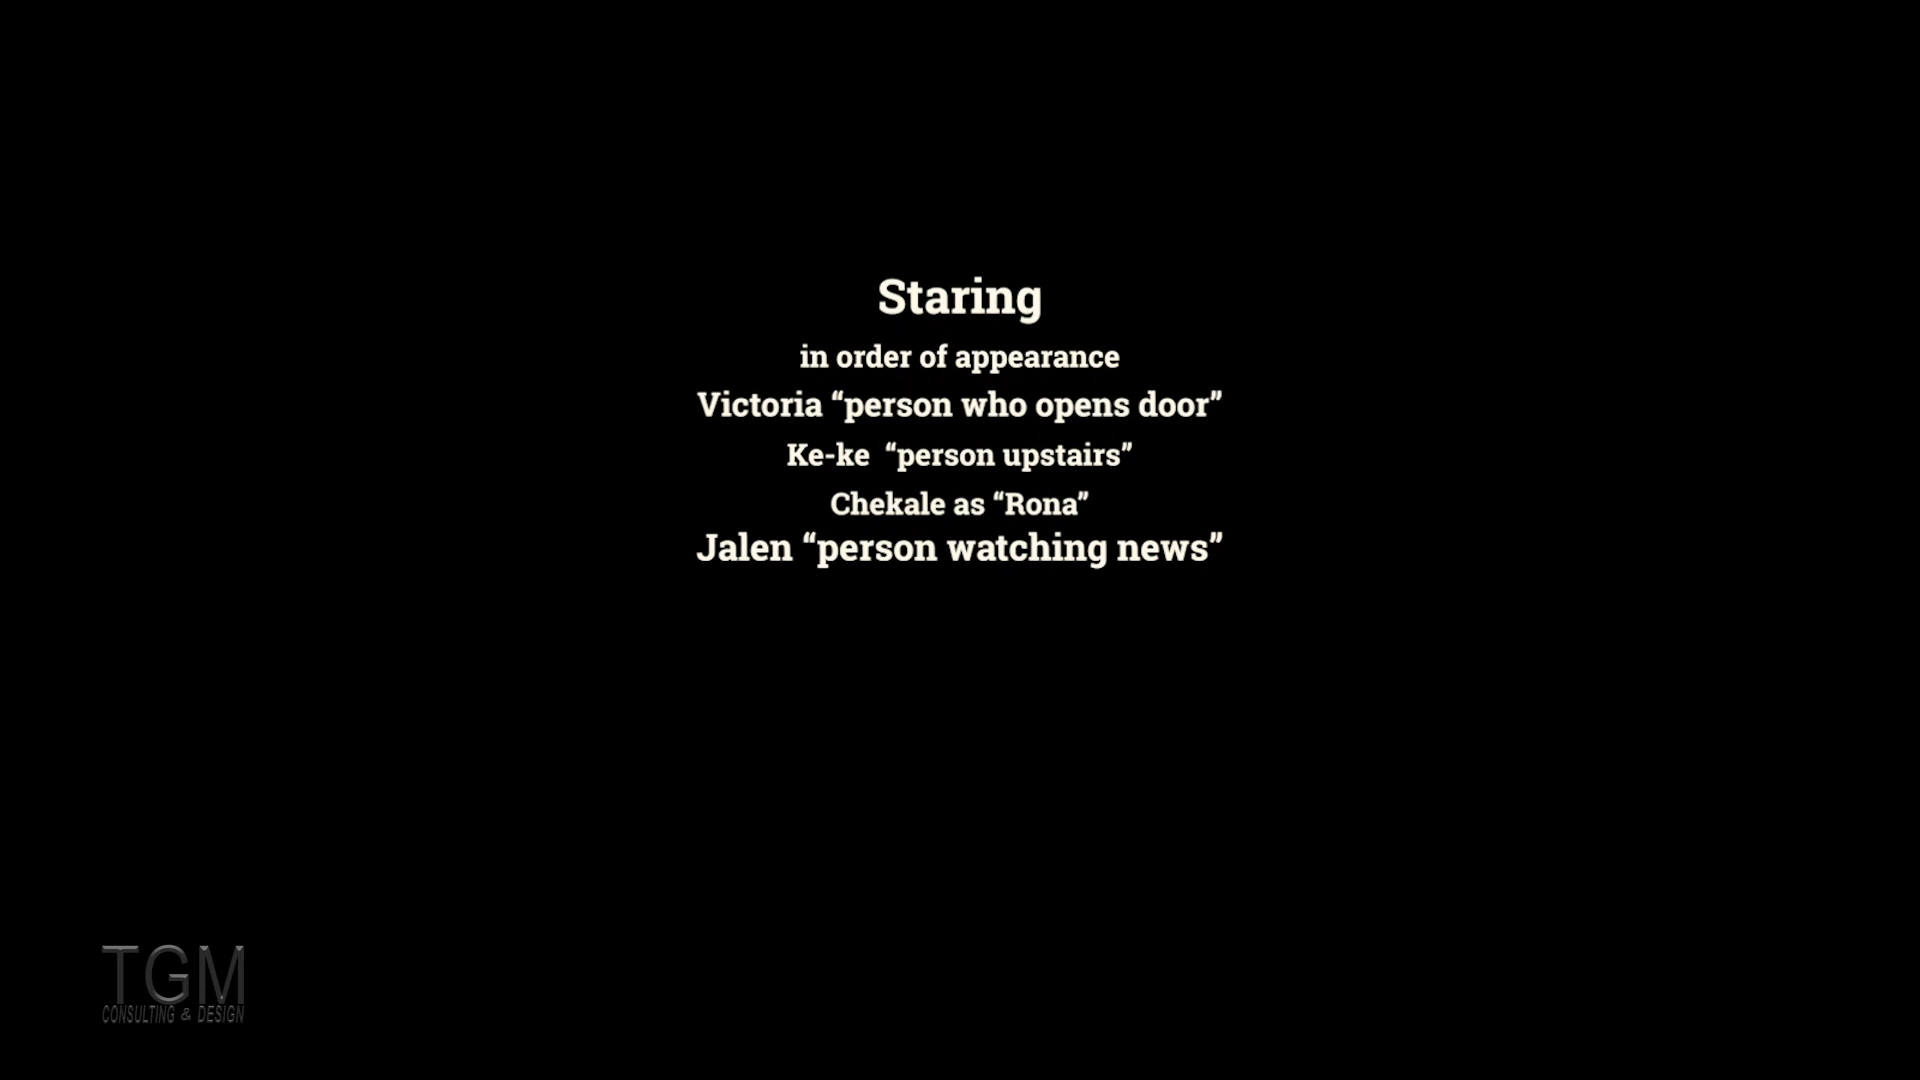 Staring
in order of appearance
Victoria “person who opens door”
Ke-ke  “person upstairs”
Chekale as “Rona”
Jalen “person watching news”
TGM
CONSULTING & DESIGN